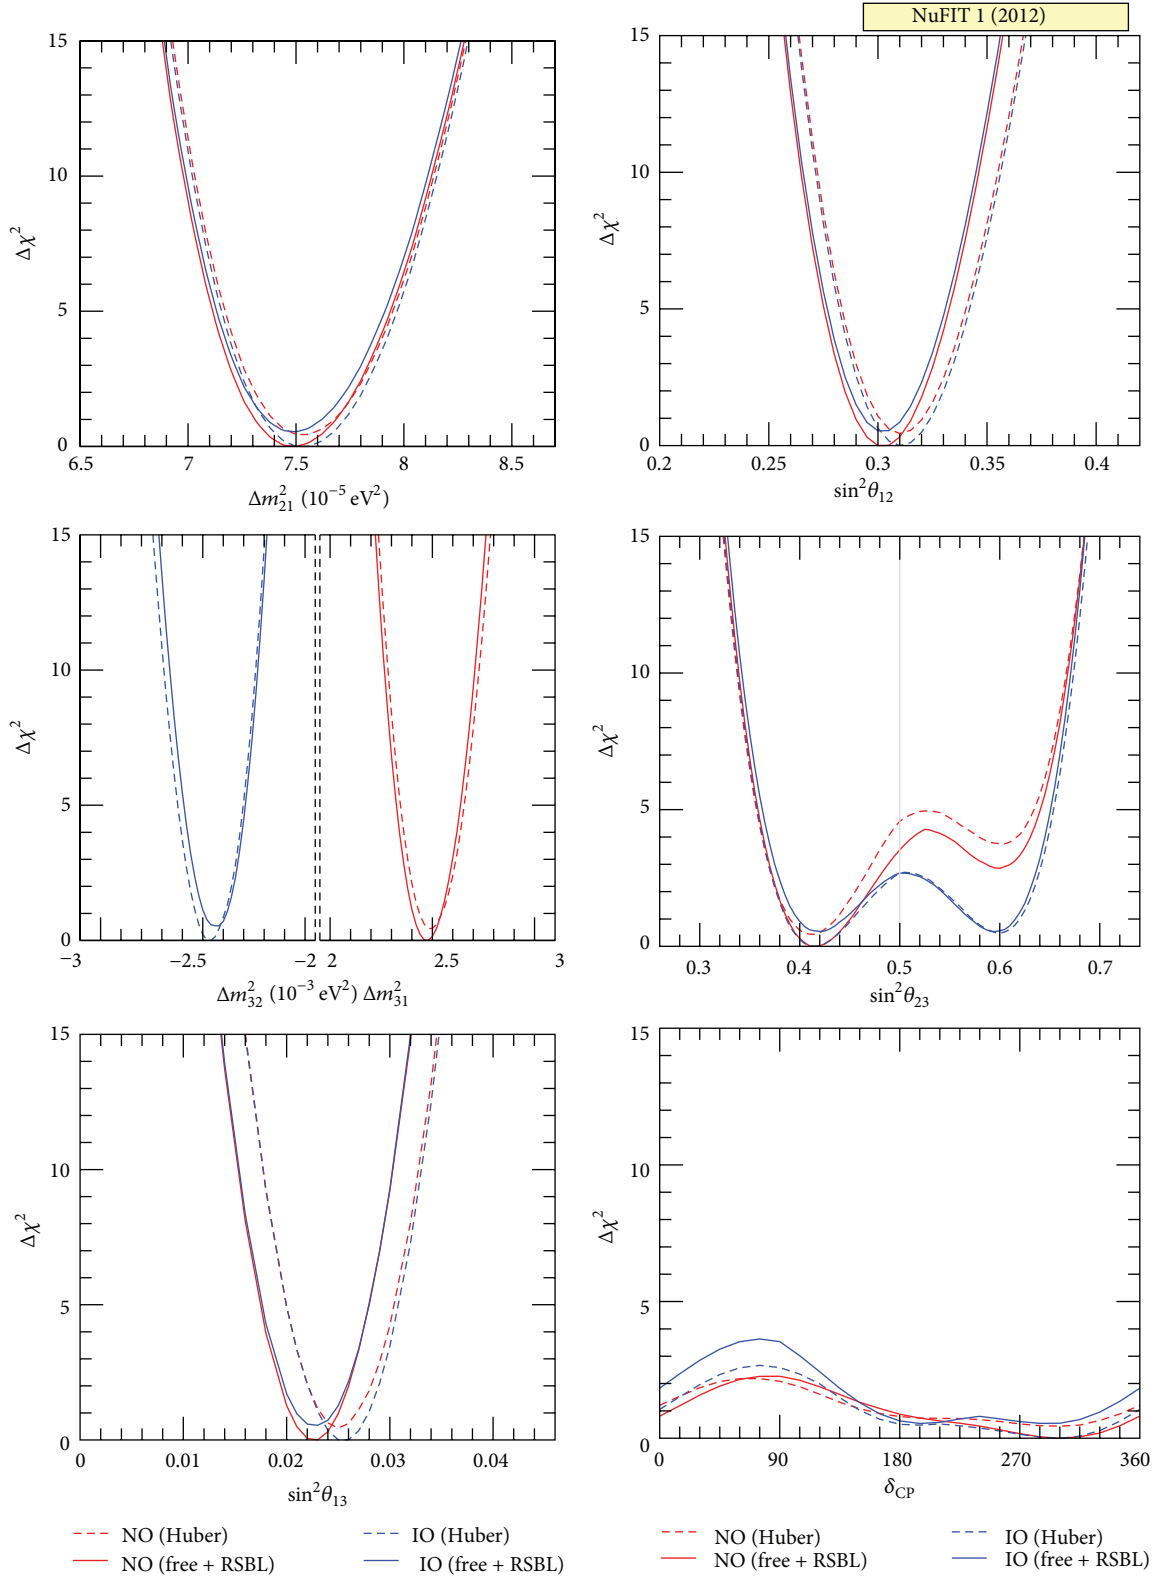 NuFIT 1 (2012)
15
10
5
0
Δχ²
6.5 7 7.5 8 8.5
Δm²₂₁ (10⁻⁵ eV²)
15
10
5
0
Δχ²
0.2 0.25 0.3 0.35 0.4
sin²θ₁₂
15
10
5
0
Δχ²
−3 −2.5 −2 2 2.5 3
Δm²₃₂ (10⁻³ eV²) Δm²₃₁
15
10
5
0
Δχ²
0.3 0.4 0.5 0.6 0.7
sin²θ₂₃
15
10
5
0
Δχ²
0 0.01 0.02 0.03 0.04
sin²θ₁₃
15
10
5
0
Δχ²
0 90 180 270 360
δCP
NO (Huber) IO (Huber)
NO (free + RSBL) IO (free + RSBL)
NO (Huber) IO (Huber)
NO (free + RSBL) IO (free + RSBL)